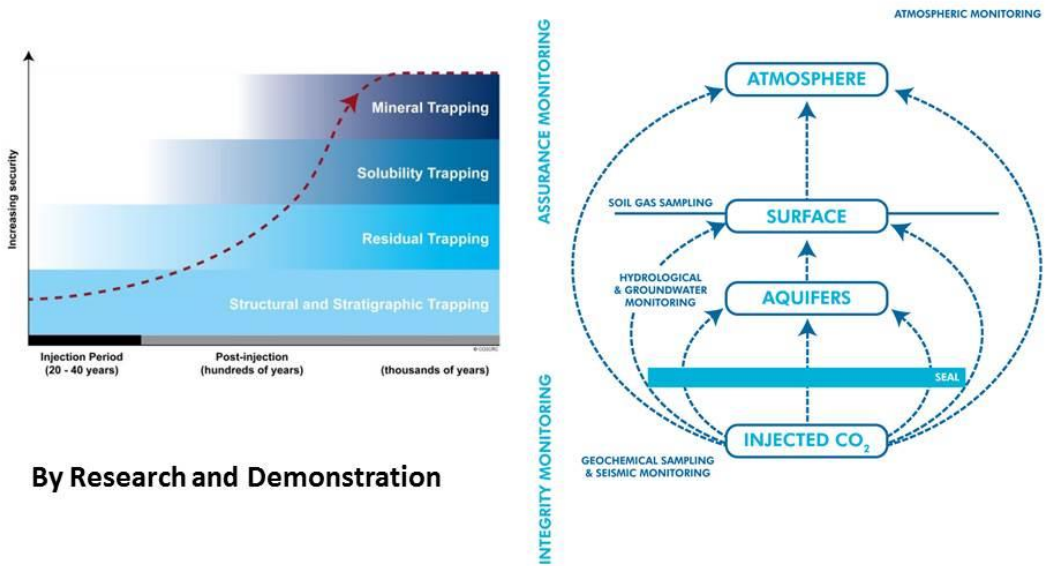 Increasing security
Mineral Trapping
Solubility Trapping
Residual Trapping
Structural and Stratigraphic Trapping
© CO2CRC
Injection Period
(20 - 40 years)
Post-injection
(hundreds of years)
(thousands of years)
By Research and Demonstration
ASSURANCE MONITORING
INTEGRITY MONITORING
ATMOSPHERIC MONITORING
ATMOSPHERE
SOIL GAS SAMPLING
SURFACE
HYDROLOGICAL
& GROUNDWATER
MONITORING
AQUIFERS
SEAL
INJECTED CO₂
GEOCHEMICAL SAMPLING
& SEISMIC MONITORING